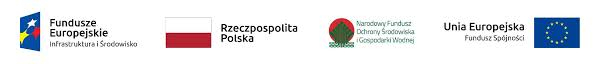 Fundusze
Europejskie
Infrastruktura i Środowisko
Rzeczpospolita
Polska
Narodowy Fundusz
Ochrony Środowiska
i Gospodarki Wodnej
Unia Europejska
Fundusz Spójności